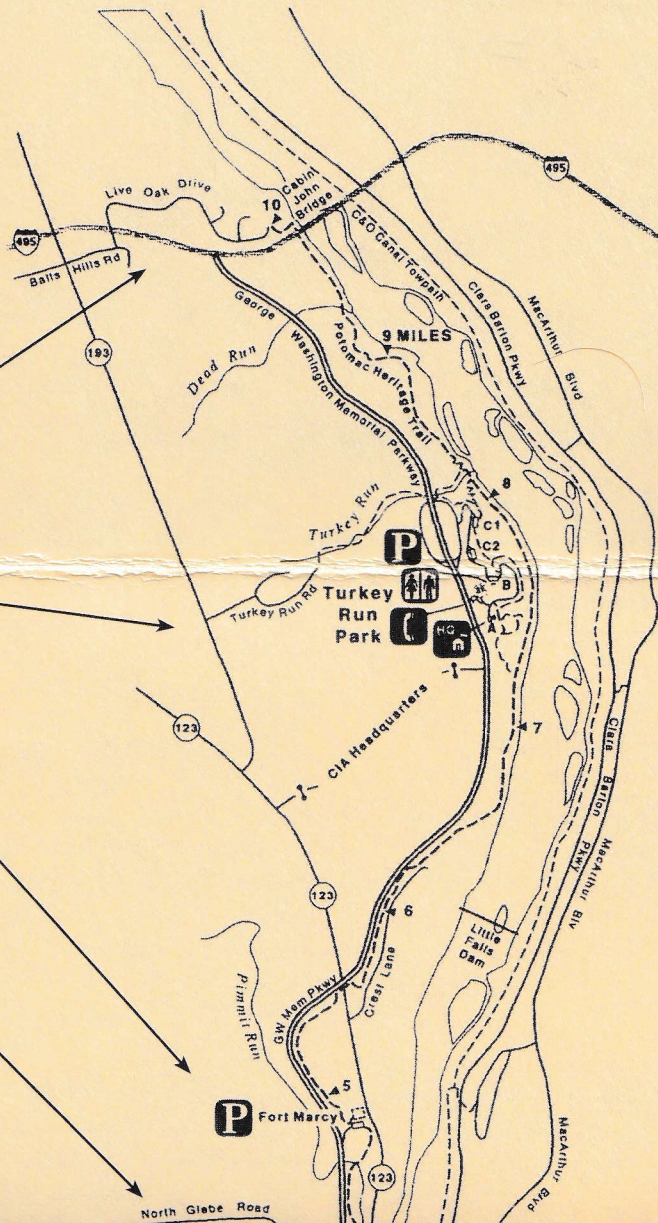 495
Live Oak Drive
10
Cabin
John
Bridge
495
Balls Hills Rd
C&O Canal Towpath
George Washington Memorial Parkway
Clara Barton Pkwy
MacArthur Blvd
9 MILES
193
Dead Run
Potomac Heritage Trail
8
Turkey Run
C1
P
C2
B
Turkey
Run
Park
Turkey Run Rd
HQ
A
123
CIA Headquarters
7
Clara Barton Pkwy
MacArthur Blv
123
6
Little
Falls
Dam
Crest Lane
GW Mem Pkwy
Pimmit Run
5
P
Fort Marcy
123
MacArthur Blvd
North Glebe Road